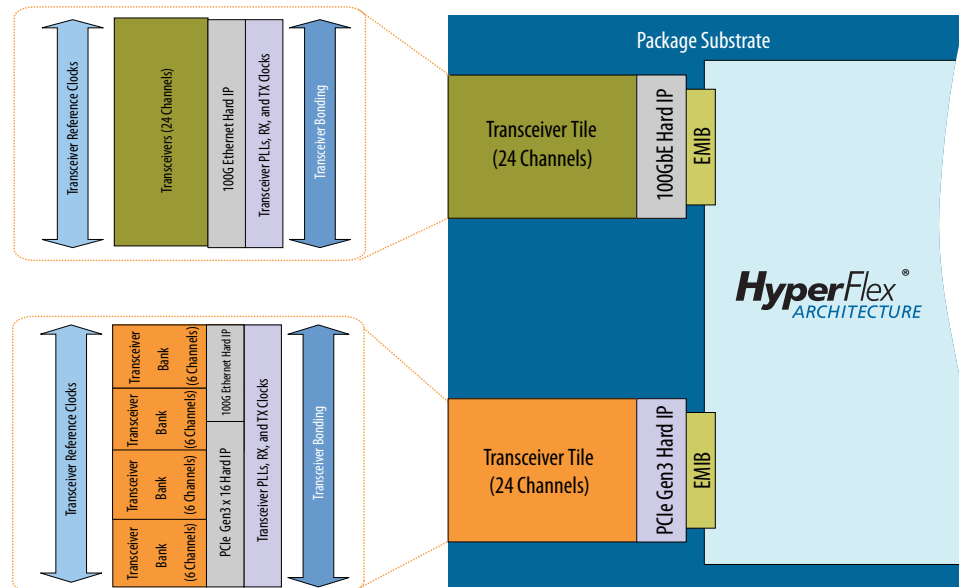 Transceiver Reference Clocks
Transceivers (24 Channels)
100G Ethernet Hard IP
Transceiver PLLs, RX, and TX Clocks
Transceiver Bonding
Package Substrate
Transceiver Tile
(24 Channels)
100GbE Hard IP
EMIB
HyperFlex®
ARCHITECTURE
Transceiver Reference Clocks
Transceiver
Bank
(6 Channels)
Transceiver
Bank
(6 Channels)
Transceiver
Bank
(6 Channels)
Transceiver
Bank
(6 Channels)
100G Ethernet Hard IP
PCIe Gen3 x 16 Hard IP
Transceiver PLLs, RX, and TX Clocks
Transceiver Bonding
Transceiver Tile
(24 Channels)
PCIe Gen3 Hard IP
EMIB